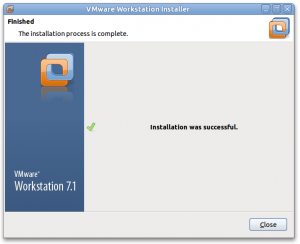 VMware Workstation Installer
Finished
The installation process is complete.
Installation was successful.
VMware®
Workstation 7.1
Close